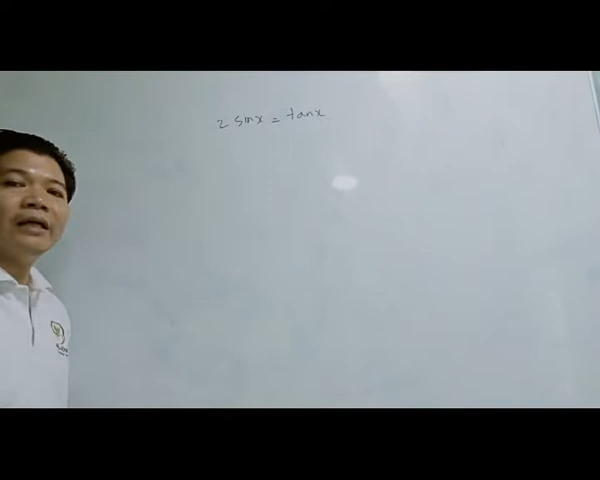 2 sinx = tanx